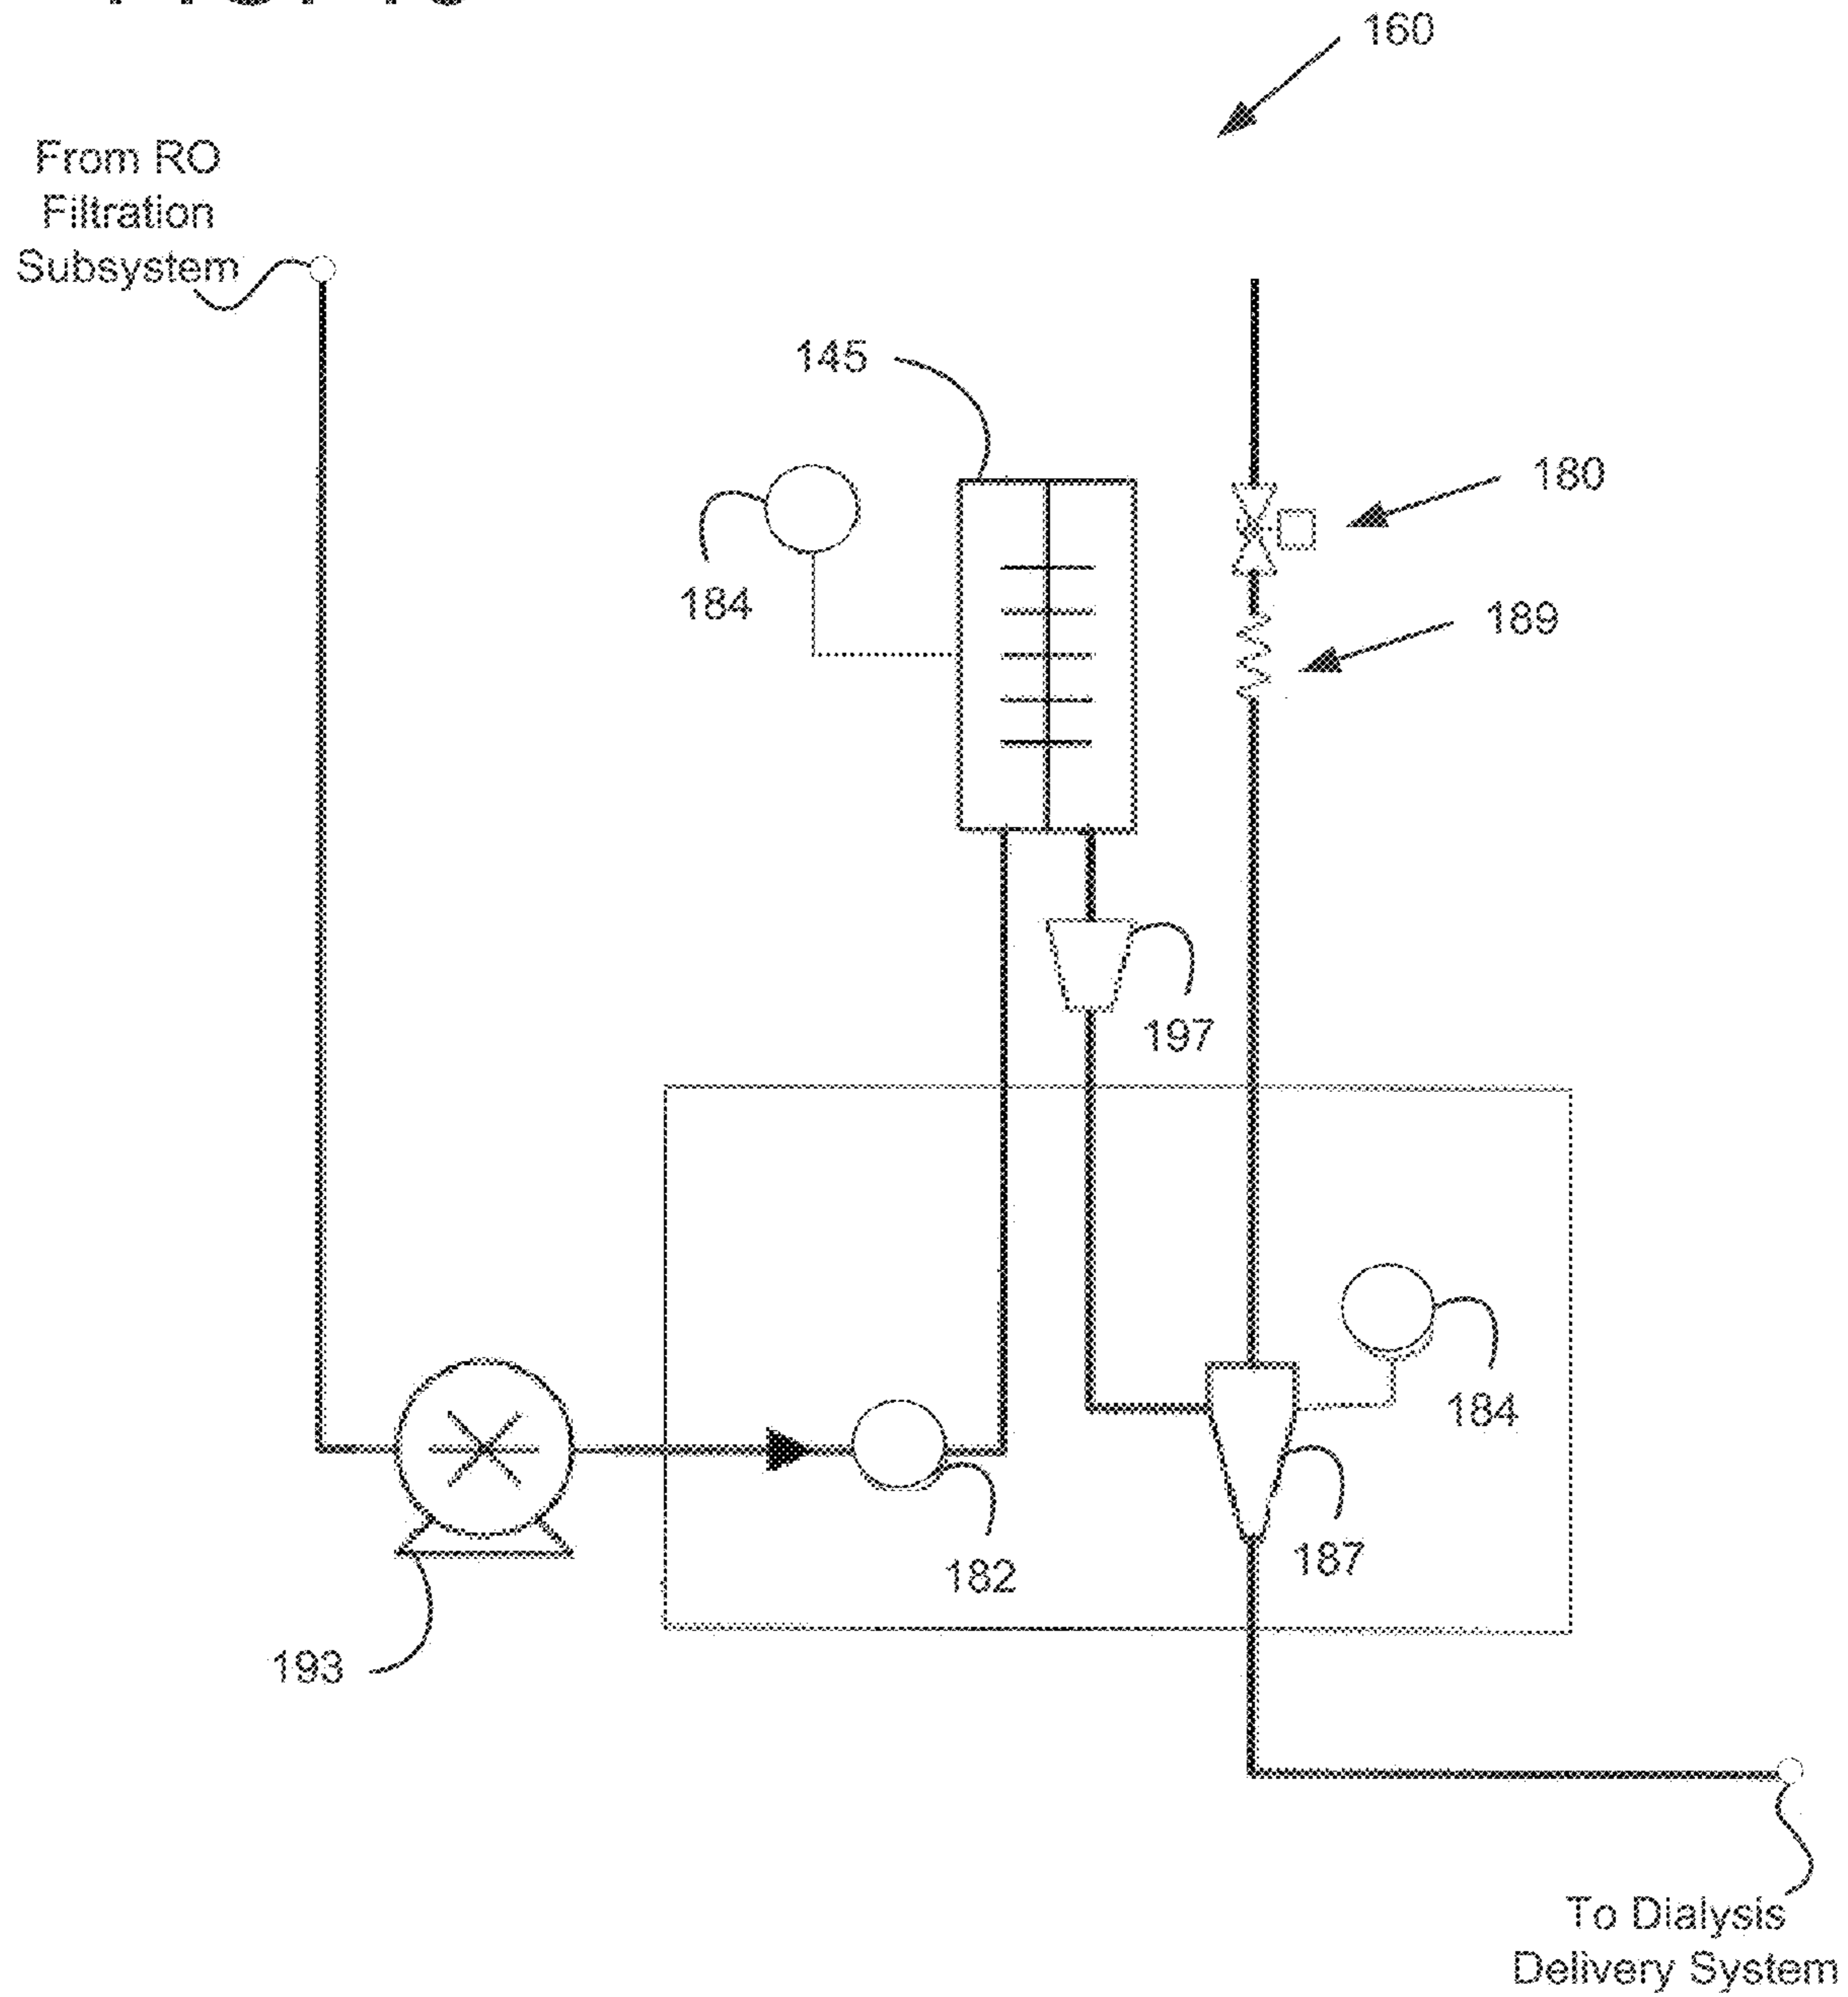 160
From RO
Filtration
Subsystem
145
180
184
189
197
184
187
182
193
To Dialysis
Delivery System